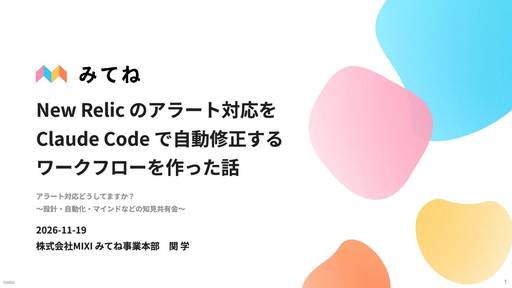 みてね
New Relic のアラート対応を
Claude Code で自動修正する
ワークフローを作った話
アラート対応どうしてますか？
〜設計・自動化・マインドなどの知見共有会〜
2026-11-19
株式会社MIXI みてね事業本部　関 学
1